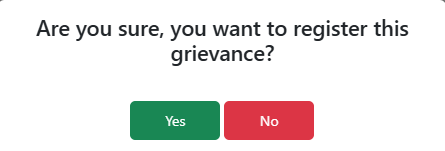 Are you sure, you want to register this
grievance?
Yes No